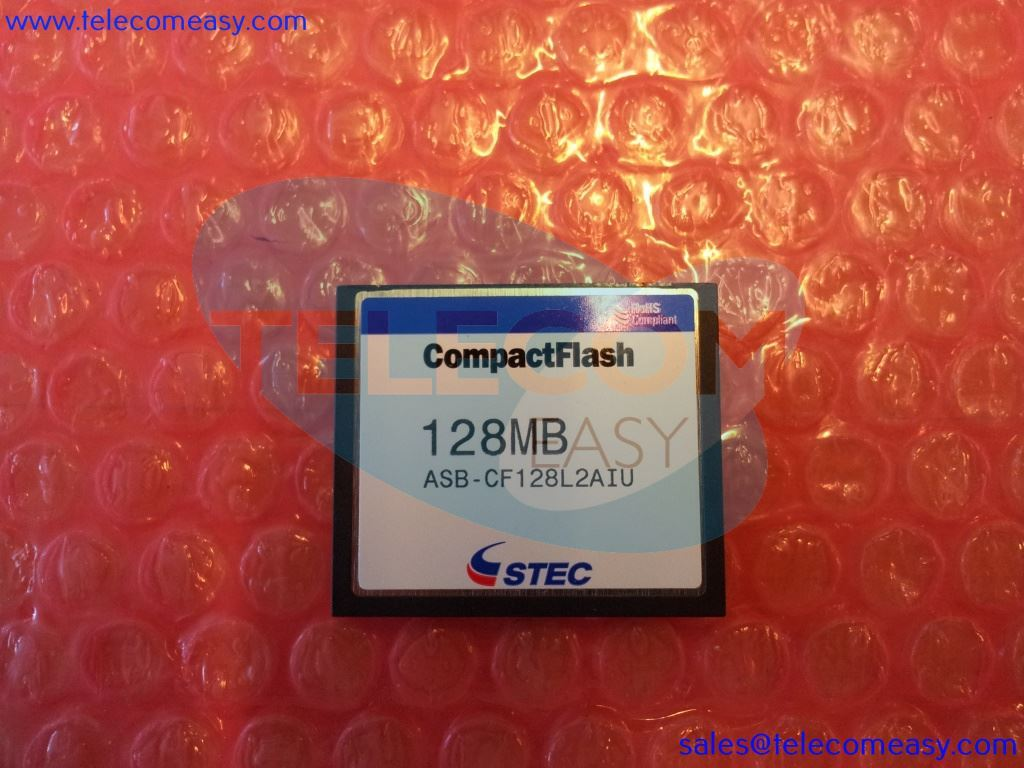 www.telecomeasy.com
RoHS
Compliant
TELECOM
CompactFlash
128MB
EASY
ASB-CF128L2AIU
STEC
sales@telecomeasy.com